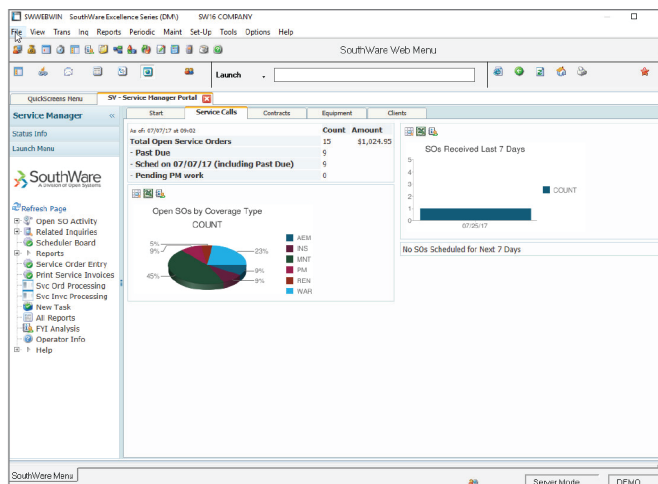 SWWEBWIN SouthWare Excellence Series (DM\) SW16 COMPANY
File View Trans Inq Reports Periodic Maint Set-Up Tools Options Help
SouthWare Web Menu
Launch
QuickScreens Menu
SV - Service Manager Portal
Service Manager «
Status Info
Launch Menu
SouthWare
A Division of Open Systems
Refresh Page
Open SO Activity
Related Inquiries
Scheduler Board
Reports
Service Order Entry
Print Service Invoices
Svc Ord Processing
Svc Invc Processing
New Task
All Reports
FYI Analysis
Operator Info
Help
Start Service Calls Contracts Equipment Clients
As of: 07/07/17 at 09:02 Count Amount
Total Open Service Orders 15 $1,024.95
- Past Due 9
- Sched on 07/07/17 (including Past Due) 9
- Pending PM work 0
Open SOs by Coverage Type
COUNT
5%
9%
45%
23%
9%
9%
AEM
INS
MNT
PM
REN
WAR
SOs Received Last 7 Days
5
4
3
2
1
0
07/25/17
COUNT
No SOs Scheduled for Next 7 Days
SouthWare Menu
Server Mode
DEMO